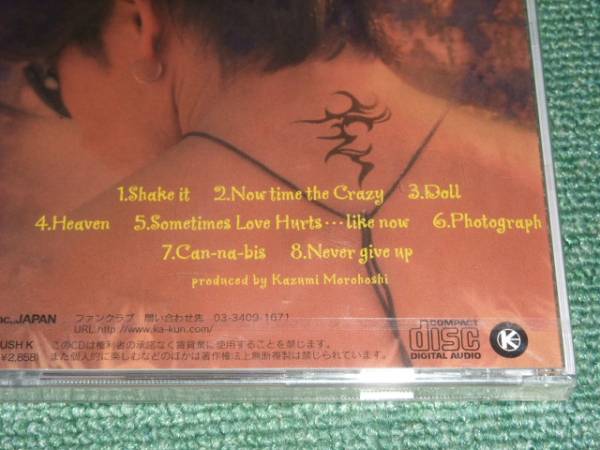 1.Shake it 2.Now time the Crazy 3.Doll
4.Heaven 5.Sometimes Love Hurts···like now 6.Photograph
7.Can-na-bis 8.Never give up
produced by Kazumi Morohoshi
nc.,JAPAN ファンクラブ 問い合わせ先 03-3409-1671
URL:http://www.ka-kun.com/
USH K このCDは権利者の承諾なく賃貸業に使用することを禁じます。
¥2,858) また個人的に楽しむなどのほかは著作権法上無断複製は禁じられています。
COMPACT
disc
DIGITAL AUDIO
K